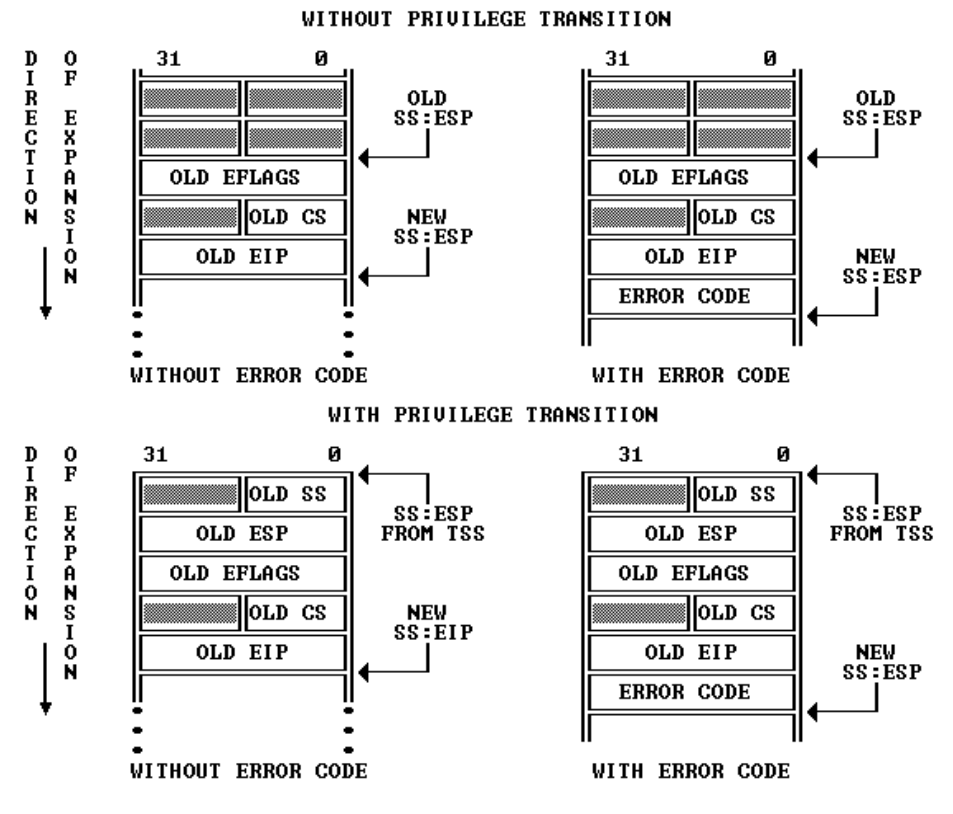 WITHOUT PRIVILEGE TRANSITION
DIRECTION
OF EXPANSION
31 0
OLD
SS:ESP
OLD EFLAGS
OLD CS
NEW
SS:ESP
OLD EIP
WITHOUT ERROR CODE
31 0
OLD
SS:ESP
OLD EFLAGS
OLD CS
OLD EIP
NEW
SS:ESP
ERROR CODE
WITH ERROR CODE
WITH PRIVILEGE TRANSITION
DIRECTION
OF EXPANSION
31 0
OLD SS
SS:ESP
FROM TSS
OLD ESP
OLD EFLAGS
OLD CS
NEW
SS:EIP
OLD EIP
WITHOUT ERROR CODE
31 0
OLD SS
SS:ESP
FROM TSS
OLD ESP
OLD EFLAGS
OLD CS
OLD EIP
NEW
SS:ESP
ERROR CODE
WITH ERROR CODE